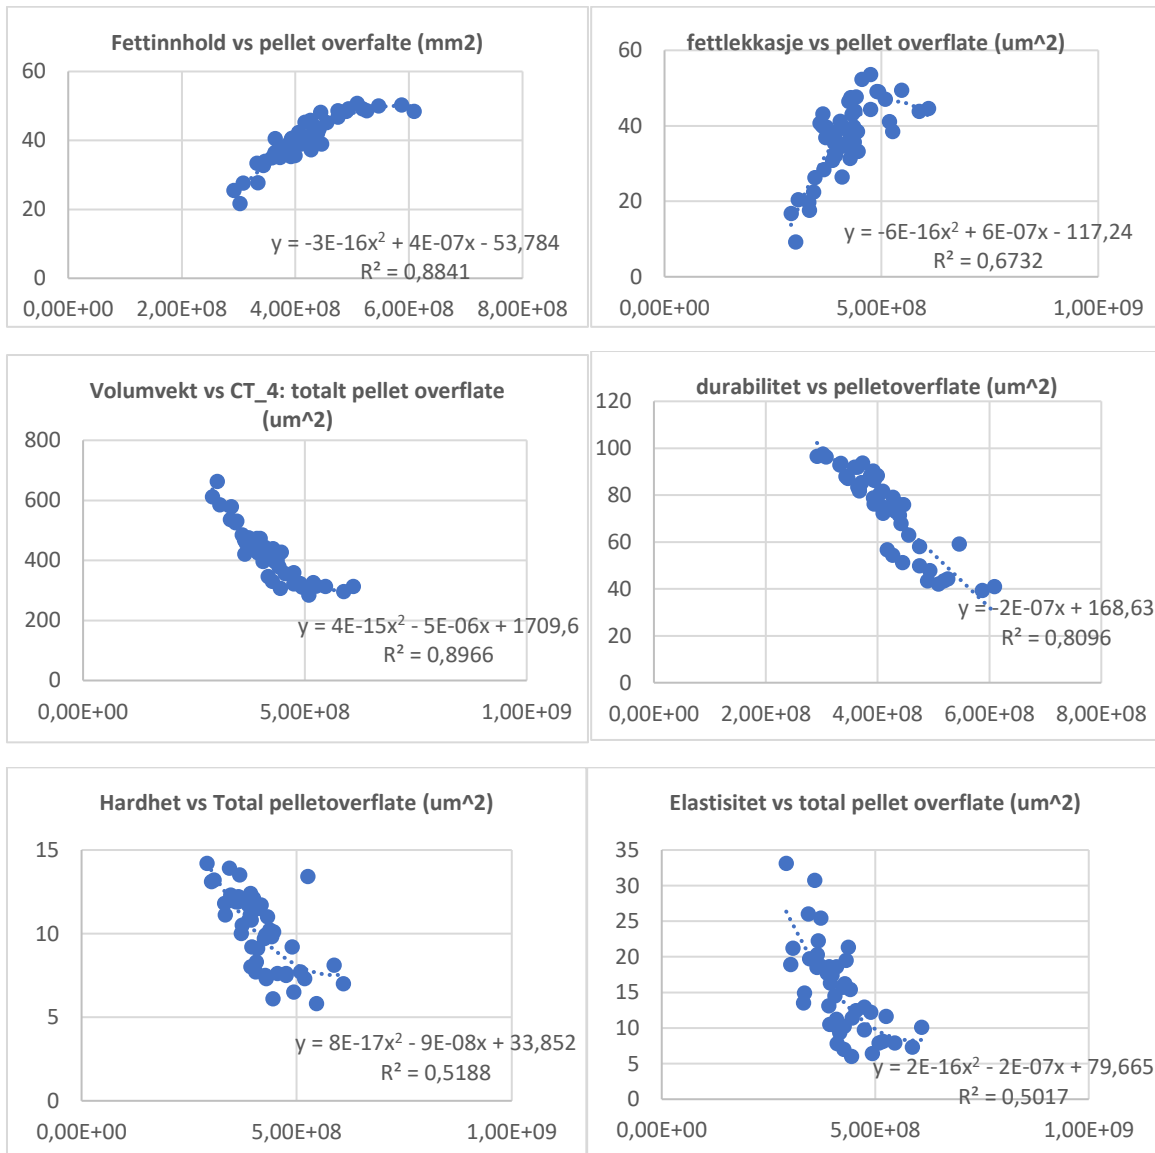 Fettinnhold vs pellet overfalte (mm2)
60
40
20
0
y = -3E-16x² + 4E-07x - 53,784
R² = 0,8841
0,00E+00 2,00E+08 4,00E+08 6,00E+08 8,00E+08
fettlekkasje vs pellet overflate (um^2)
60
40
20
0
y = -6E-16x² + 6E-07x - 117,24
R² = 0,6732
0,00E+00 5,00E+08 1,00E+09
Volumvekt vs CT_4: totalt pellet overflate
(um^2)
800
600
400
200
0
y = 4E-15x² - 5E-06x + 1709,6
R² = 0,8966
0,00E+00 5,00E+08 1,00E+09
durabilitet vs pelletoverflate (um^2)
120
100
80
60
40
20
0
y = -2E-07x + 168,63
R² = 0,8096
0,00E+00 2,00E+08 4,00E+08 6,00E+08 8,00E+08
Hardhet vs Total pelletoverflate (um^2)
15
10
5
0
y = 8E-17x² - 9E-08x + 33,852
R² = 0,5188
0,00E+00 5,00E+08 1,00E+09
Elastisitet vs total pellet overflate (um^2)
35
30
25
20
15
10
5
0
y = 2E-16x² - 2E-07x + 79,665
R² = 0,5017
0,00E+00 5,00E+08 1,00E+09